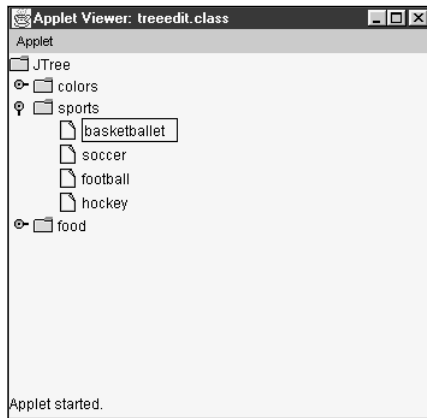 Applet Viewer: treeedit.class
Applet
JTree
colors
sports
basketballet
soccer
football
hockey
food
Applet started.